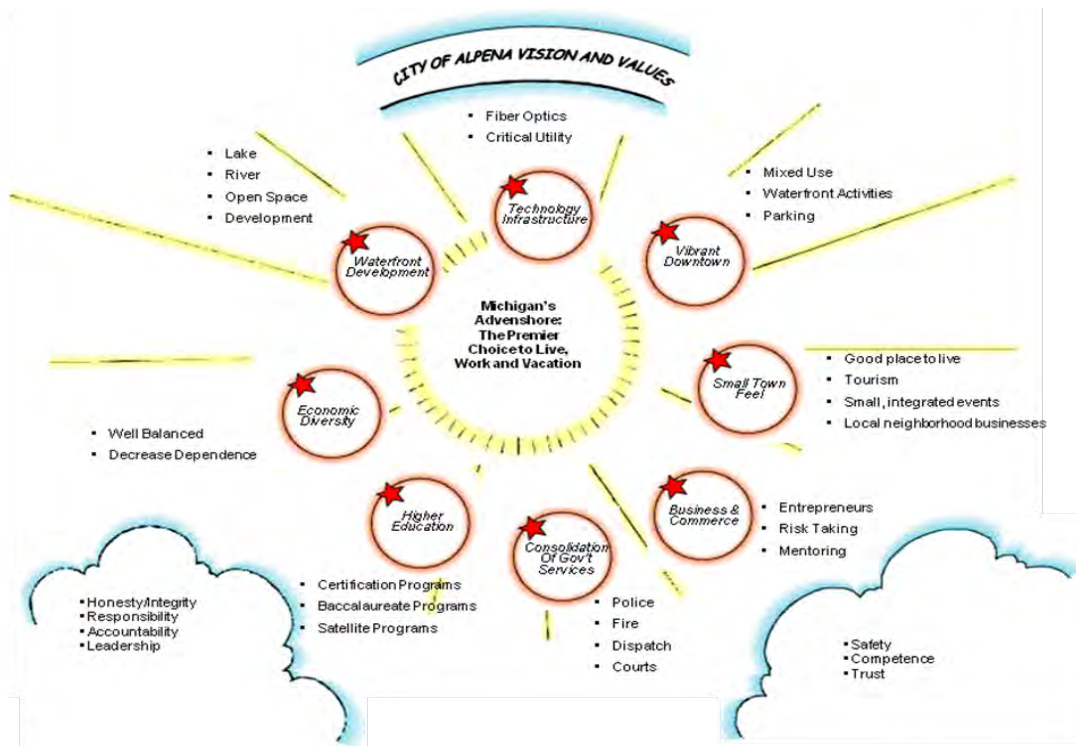 CITY OF ALPENA VISION AND VALUES
▪ Fiber Optics
▪ Critical Utility
Technology
Infrastructure
▪ Lake
▪ River
▪ Open Space
▪ Development
Waterfront
Development
▪ Mixed Use
▪ Waterfront Activities
▪ Parking
Vibrant
Downtown
Michigan's
Advenshore:
The Premier
Choice to Live,
Work and Vacation
Small Town
Feel
▪ Good place to live
▪ Tourism
▪ Small, integrated events
▪ Local neighborhood businesses
Economic
Diversity
▪ Well Balanced
▪ Decrease Dependence
Higher
Education
▪ Certification Programs
▪ Baccalaureate Programs
▪ Satellite Programs
Consolidation
Of Gov't
Services
▪ Police
▪ Fire
▪ Dispatch
▪ Courts
Business &
Commerce
▪ Entrepreneurs
▪ Risk Taking
▪ Mentoring
▪ Honesty/Integrity
▪ Responsibility
▪ Accountability
▪ Leadership
▪ Safety
▪ Competence
▪ Trust